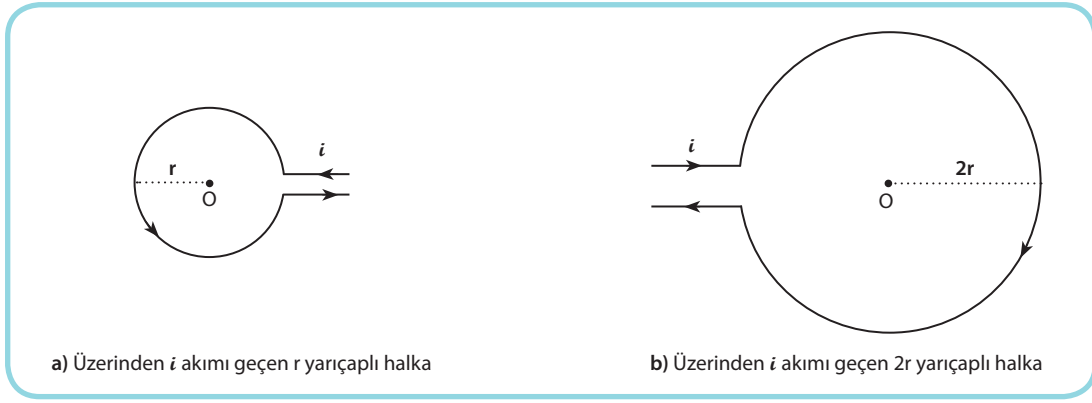 i
r
O
a) Üzerinden i akımı geçen r yarıçaplı halka
i
2r
O
b) Üzerinden i akımı geçen 2r yarıçaplı halka